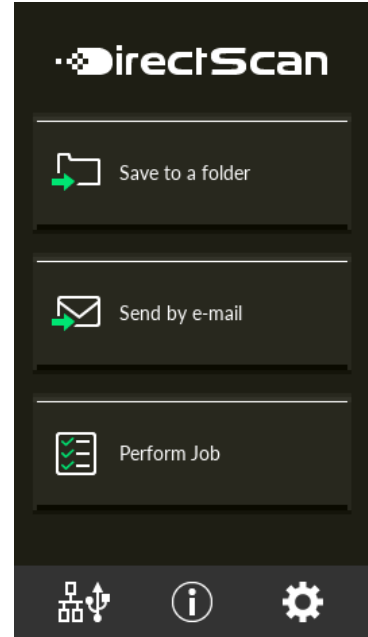 DirectScan
Save to a folder
Send by e-mail
Perform Job